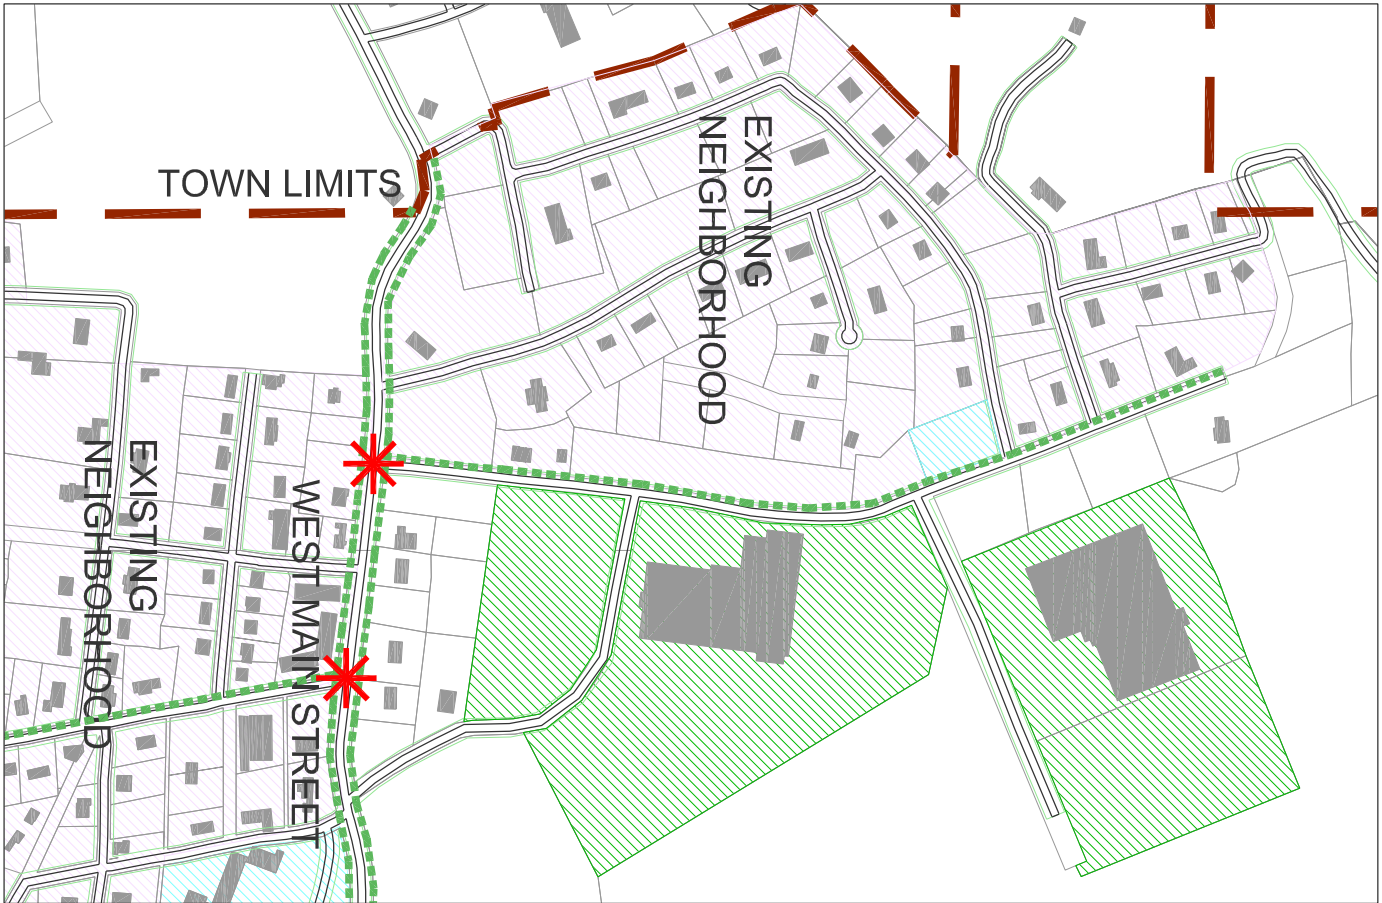 TOWN LIMITS
EXISTING
NEIGHBORHOOD
EXISTING
NEIGHBORHOOD
WEST MAIN STREET